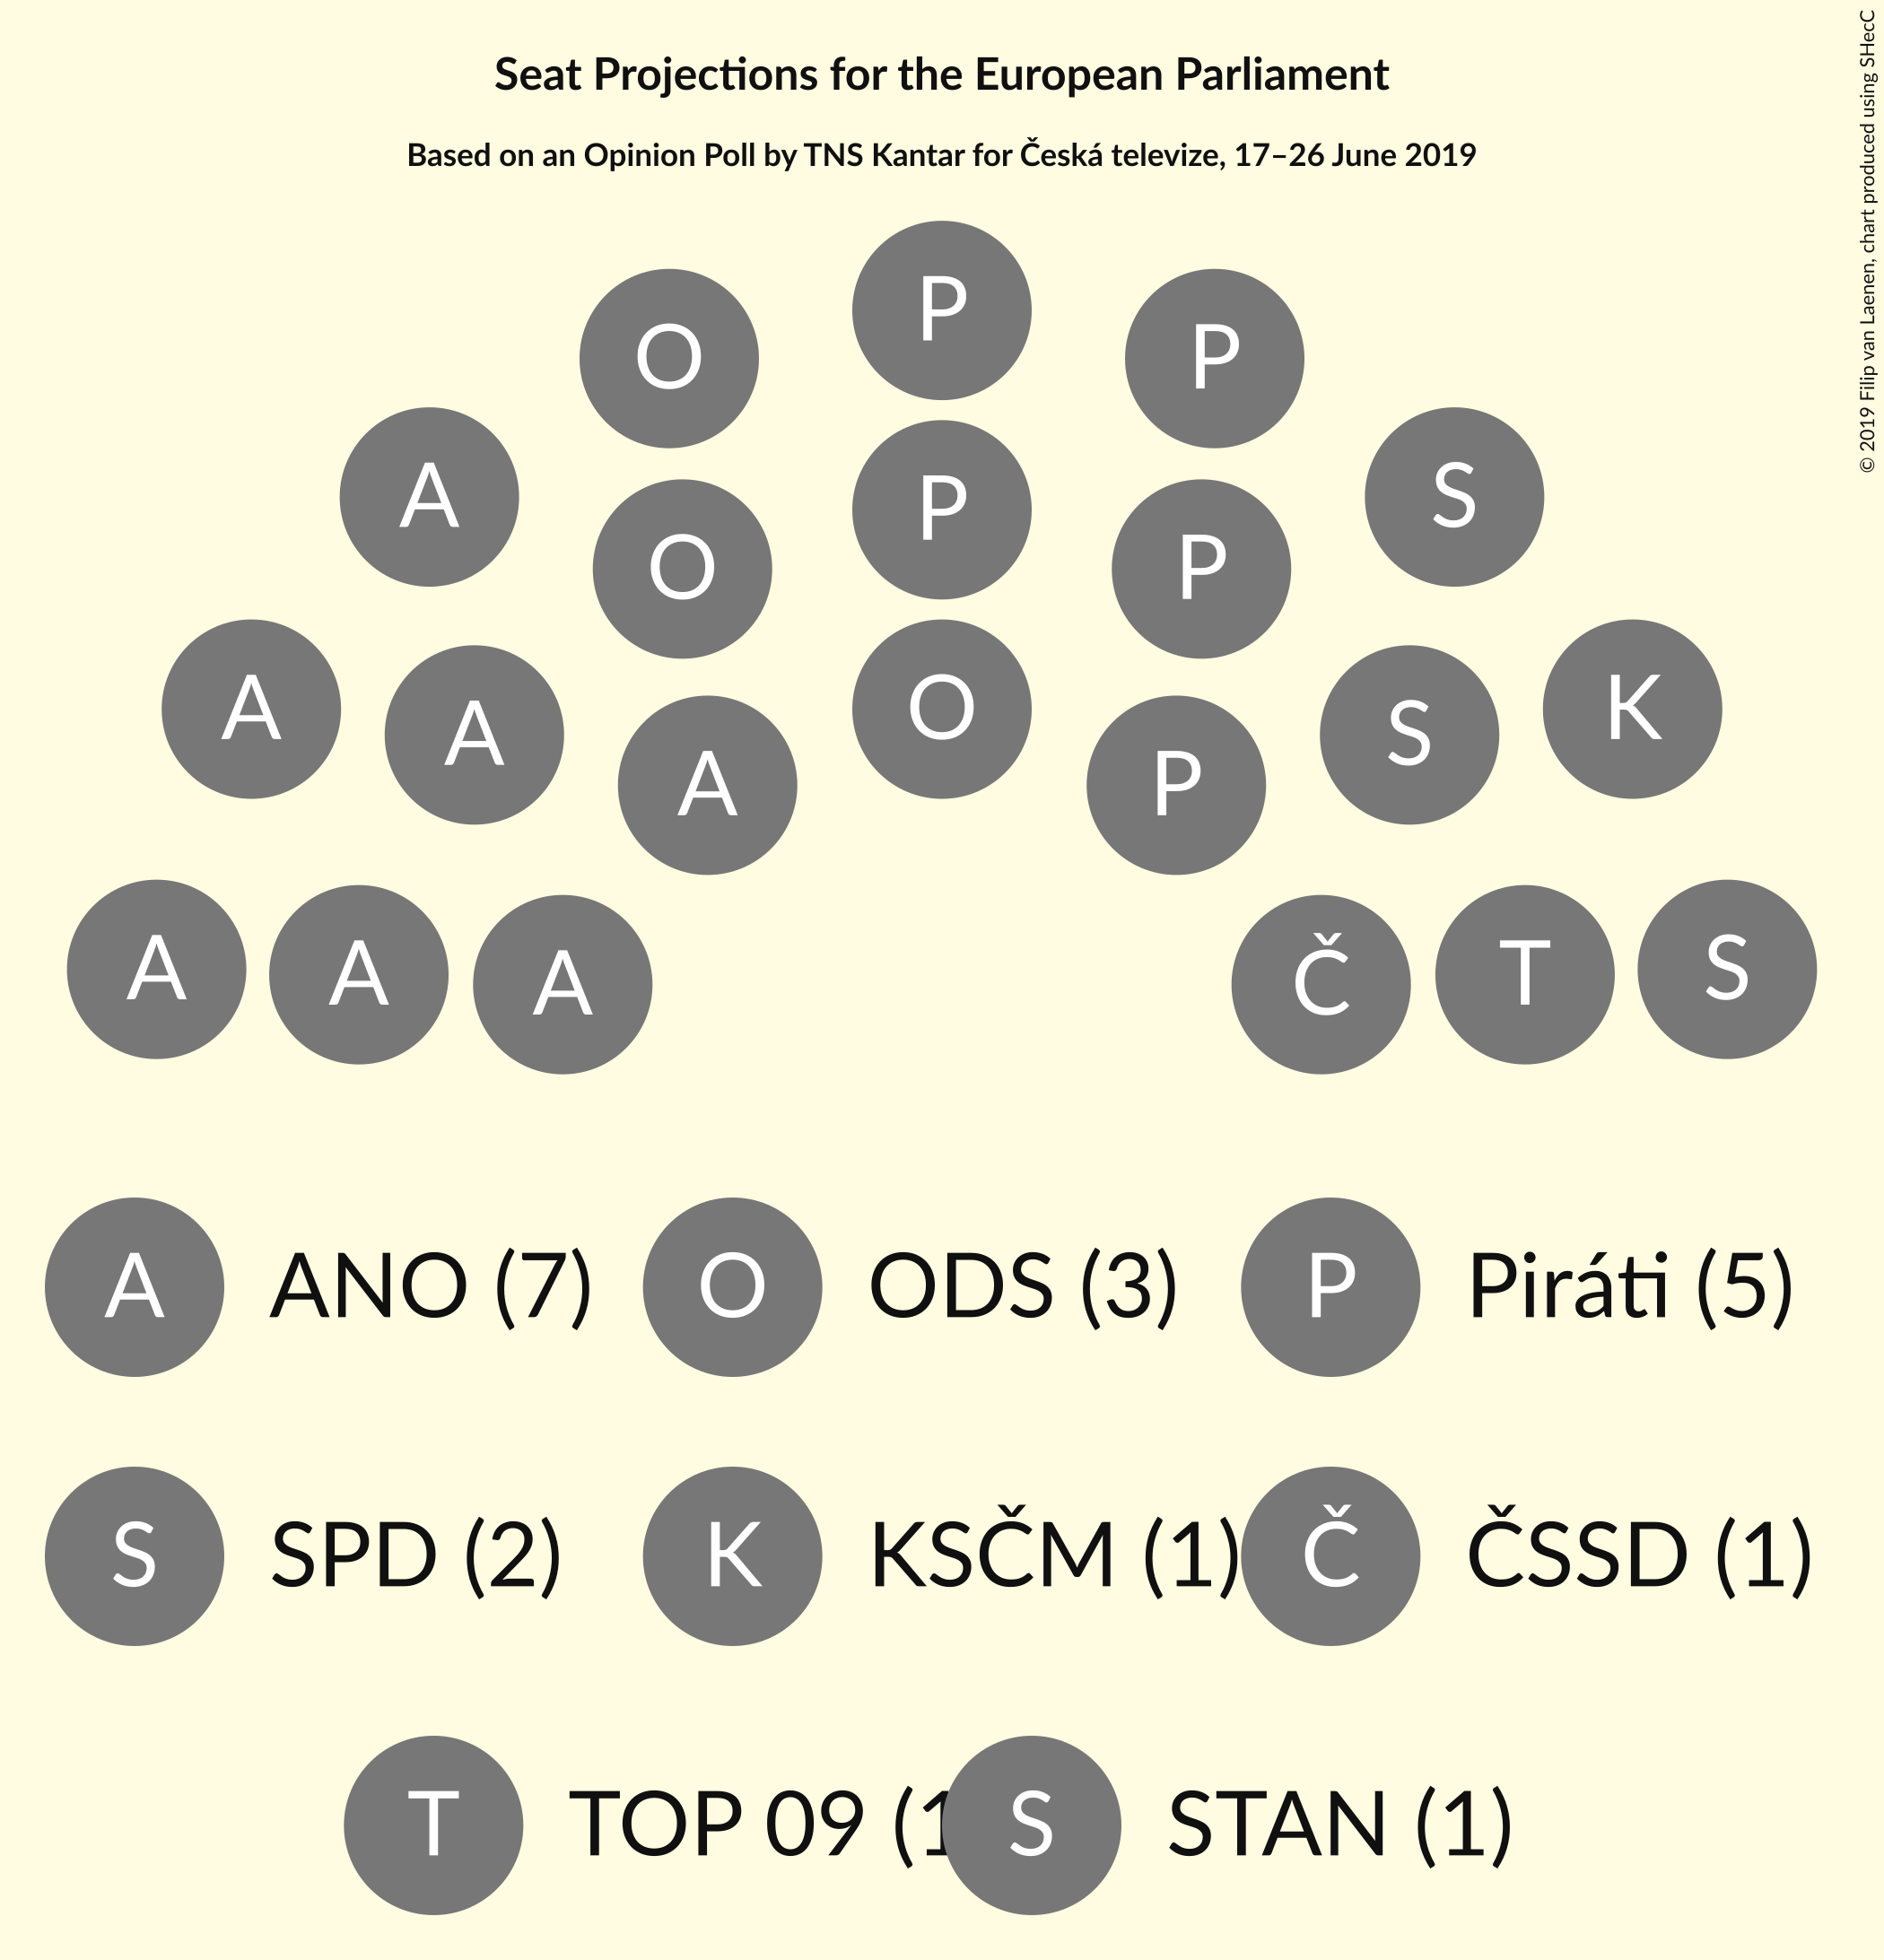 Seat Projections for the European Parliament
Based on an Opinion Poll by TNS Kantar for Česká televize, 17–26 June 2019
© 2019 Filip van Laenen, chart produced using SHecC
P
O
P
A
P
S
O
P
A
A
O
S
K
A
P
A
A
A
Č
T
S
A ANO (7) O ODS (3) P Piráti (5)
S SPD (2) K KSČM (1) Č ČSSD (1)
T TOP 09 (1 S STAN (1)